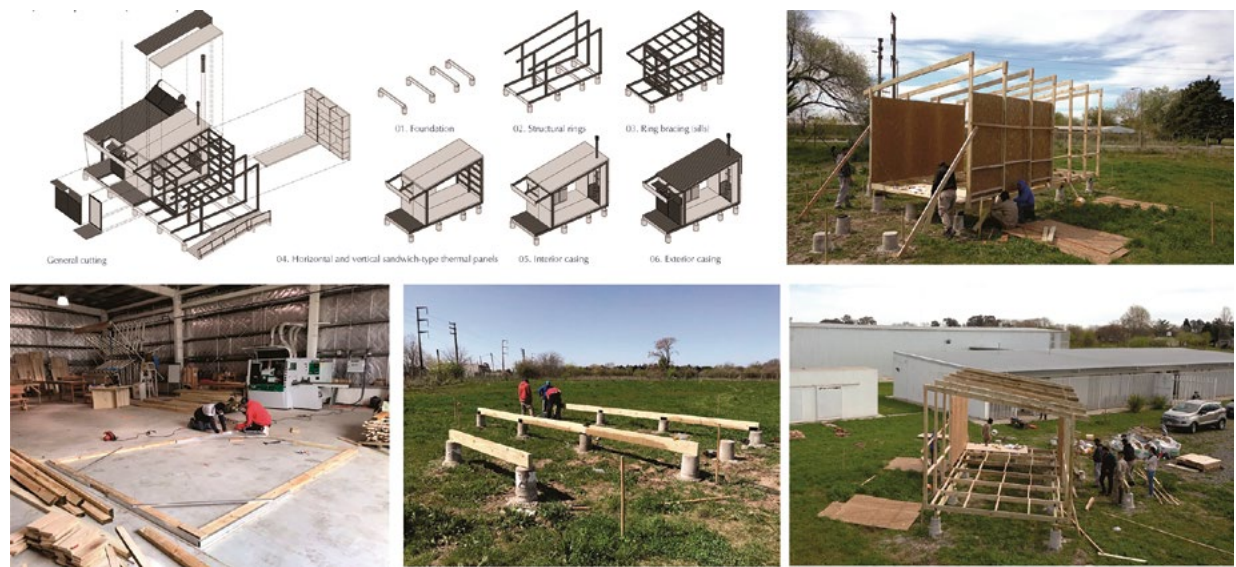 01. Foundation
02. Structural rings
03. Ring bracing (sills)
General cutting
04. Horizontal and vertical sandwich-type thermal panels
05. Interior casing
06. Exterior casing